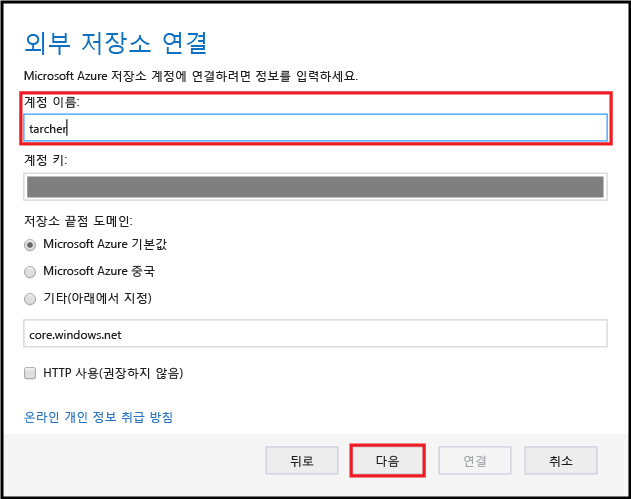 외부 저장소 연결
Microsoft Azure 저장소 계정에 연결하려면 정보를 입력하세요.
계정 이름:
tarcher
계정 키:
저장소 끝점 도메인:
Microsoft Azure 기본값
Microsoft Azure 중국
기타(아래에서 지정)
core.windows.net
HTTP 사용(권장하지 않음)
온라인 개인 정보 취급 방침
뒤로 다음 연결 취소